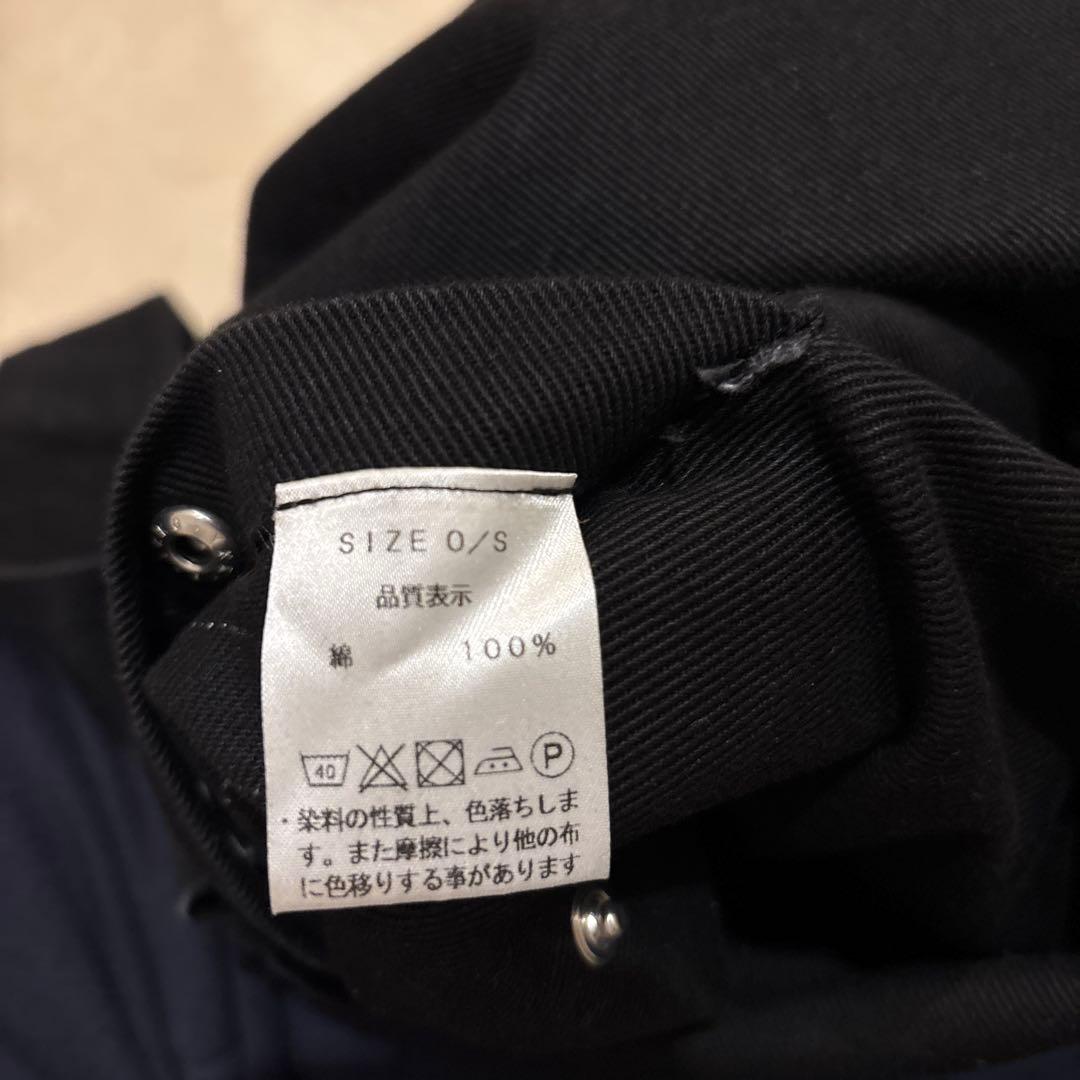 SIZE O/S
品質表示
綿 100%
40 P
・染料の性質上、色落ちしま
す。また摩擦により他の布
に色移りする事があります